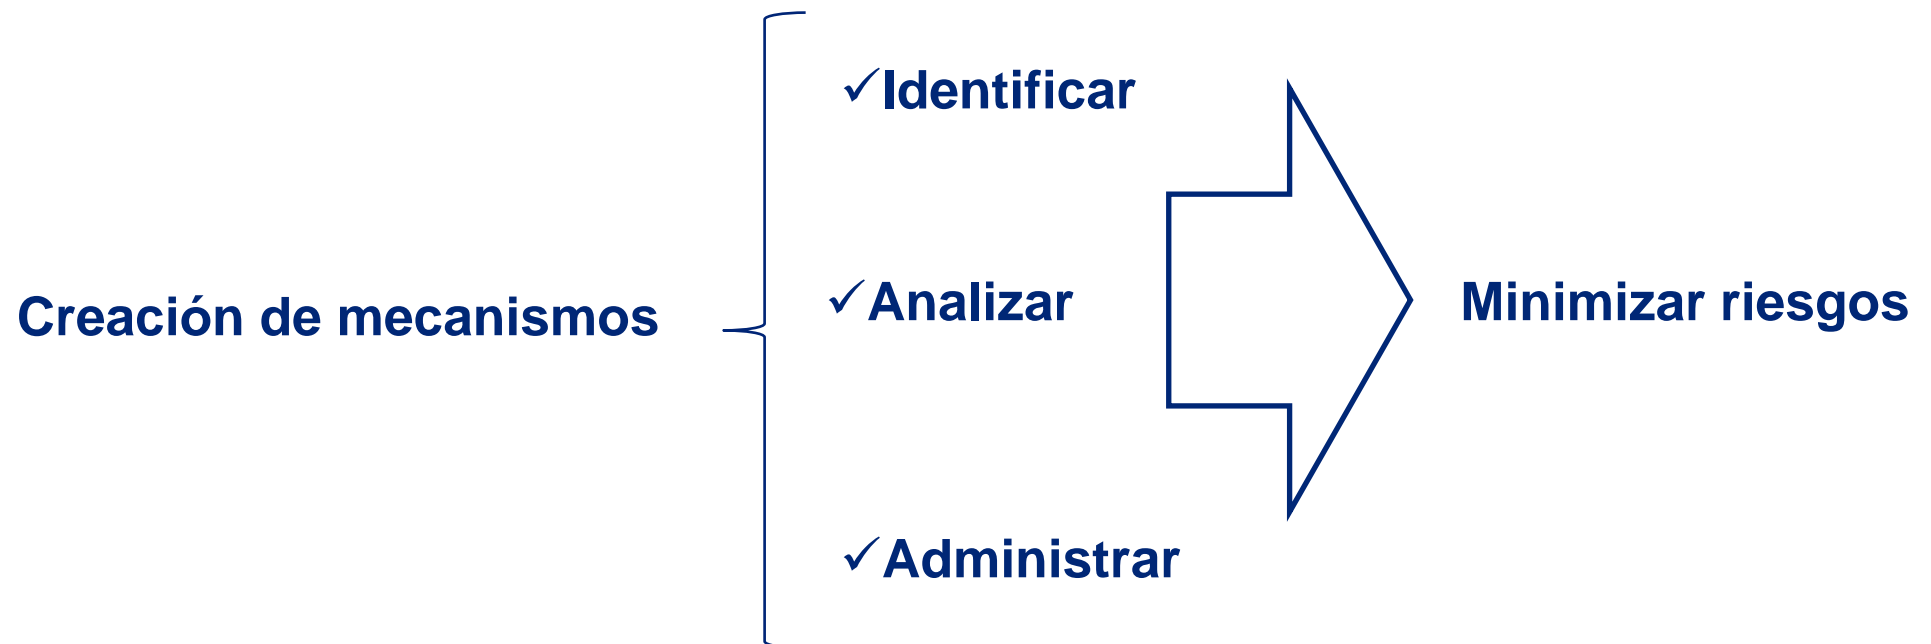 Creación de mecanismos
✓Identificar
✓Analizar
✓Administrar
Minimizar riesgos